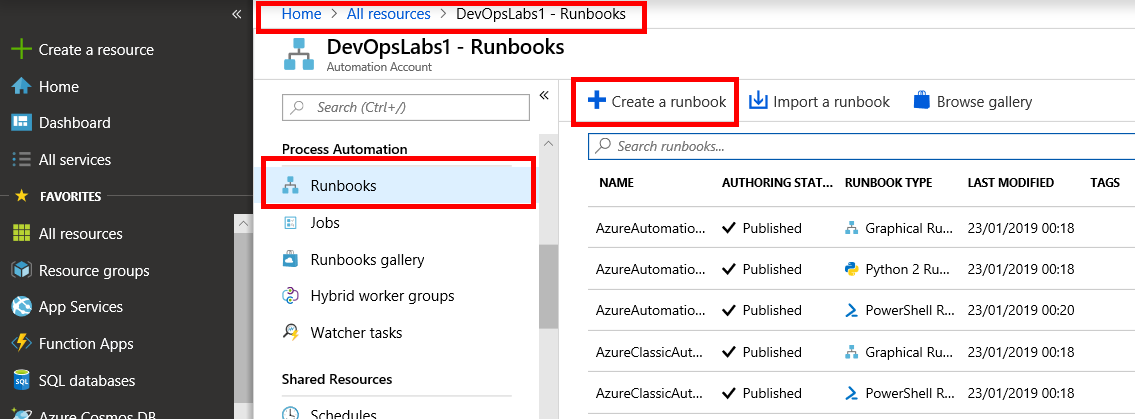 Home > All resources > DevOpsLabs1 - Runbooks
«
Create a resource
Home
Dashboard
All services
FAVORITES
All resources
Resource groups
App Services
Function Apps
SQL databases
Azure Cosmos DB
DevOpsLabs1 - Runbooks
Automation Account
Search (Ctrl+/)
«
Process Automation
Runbooks
Jobs
Runbooks gallery
Hybrid worker groups
Watcher tasks
Shared Resources
Schedules
Create a runbook Import a runbook Browse gallery
Search runbooks...
NAME AUTHORING STAT... RUNBOOK TYPE LAST MODIFIED TAGS
AzureAutomatio... Published Graphical Ru... 23/01/2019 00:18
AzureAutomatio... Published Python 2 Ru... 23/01/2019 00:18
AzureAutomatio... Published PowerShell R... 23/01/2019 00:20
AzureClassicAut... Published Graphical Ru... 23/01/2019 00:18
AzureClassicAut... Published PowerShell R... 23/01/2019 00:18